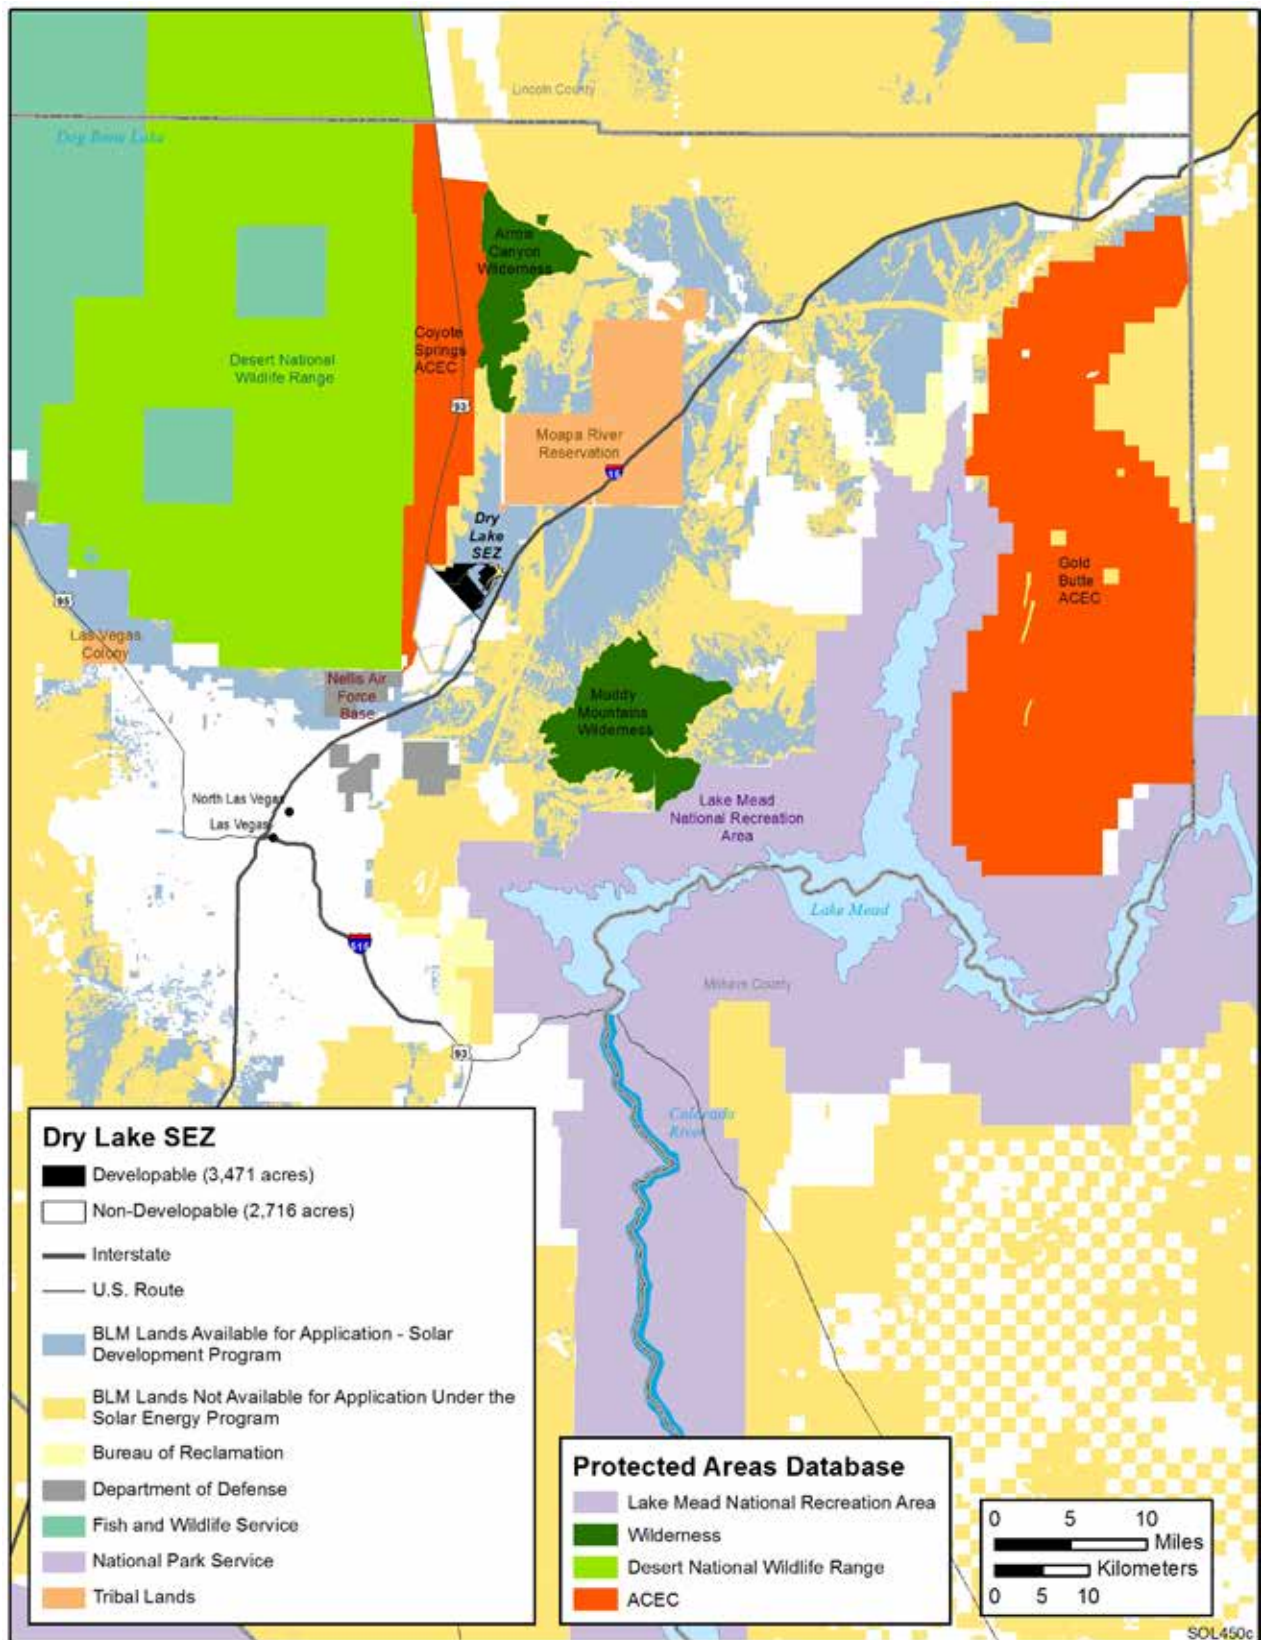 Lincoln County
Dog Bone Lake
Arrow
Canyon
Wilderness
Coyote
Springs
ACEC
Desert National
Wildlife Range
93
Moapa River
Reservation
15
Dry
Lake
SEZ
Gold
Butte
ACEC
95
Las Vegas
Colony
Nellis Air
Force
Base
Muddy
Mountains
Wilderness
North Las Vegas
Las Vegas
Lake Mead
National Recreation
Area
Lake Mead
515
Mohave County
93
Colorado
River
Dry Lake SEZ
Developable (3,471 acres)
Non-Developable (2,716 acres)
Interstate
U.S. Route
BLM Lands Available for Application - Solar
Development Program
BLM Lands Not Available for Application Under the
Solar Energy Program
Bureau of Reclamation
Department of Defense
Fish and Wildlife Service
National Park Service
Tribal Lands
Protected Areas Database
Lake Mead National Recreation Area
Wilderness
Desert National Wildlife Range
ACEC
0 5 10
Miles
Kilometers
0 5 10
SOL450c